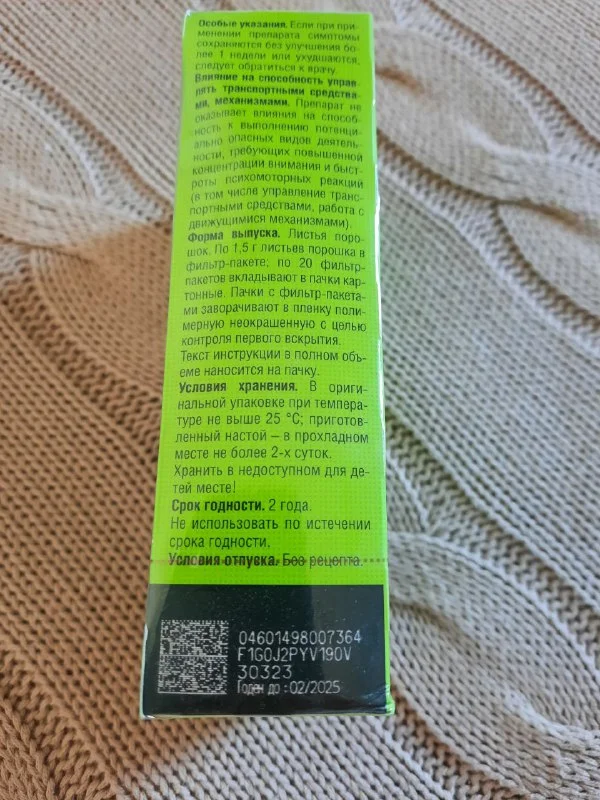 Особые указания. Если при при-
менении препарата симптомы
сохраняются без улучшения бо-
лее 1 недели или ухудшаются,
следует обратиться к врачу.
Влияние на способность управ-
лять транспортными средства-
ми, механизмами. Препарат не
оказывает влияния на способ-
ность к выполнению потенци-
ально опасных видов деятель-
ности, требующих повышенной
концентрации внимания и быст-
роты психомоторных реакций
(в том числе управление транс-
портными средствами, работа с
движущимися механизмами).
Форма выпуска. Листья поро-
шок. По 1,5 г листьев порошка в
фильтр-пакете; по 20 фильтр-
пакетов вкладывают в пачки кар-
тонные. Пачки с фильтр-пакета-
ми заворачивают в пленку поли-
мерную неокрашенную с целью
контроля первого вскрытия.
Текст инструкции в полном объ-
еме наносится на пачку.
Условия хранения. В ориги-
нальной упаковке при темпера-
туре не выше 25 °С; приготов-
ленный настой – в прохладном
месте не более 2-х суток.
Хранить в недоступном для де-
тей месте!
Срок годности. 2 года.
Не использовать по истечении
срока годности.
Условия отпуска. Без рецепта.
04601498007364
F1G0J2PYV190V
30323
Годен до :02/2025